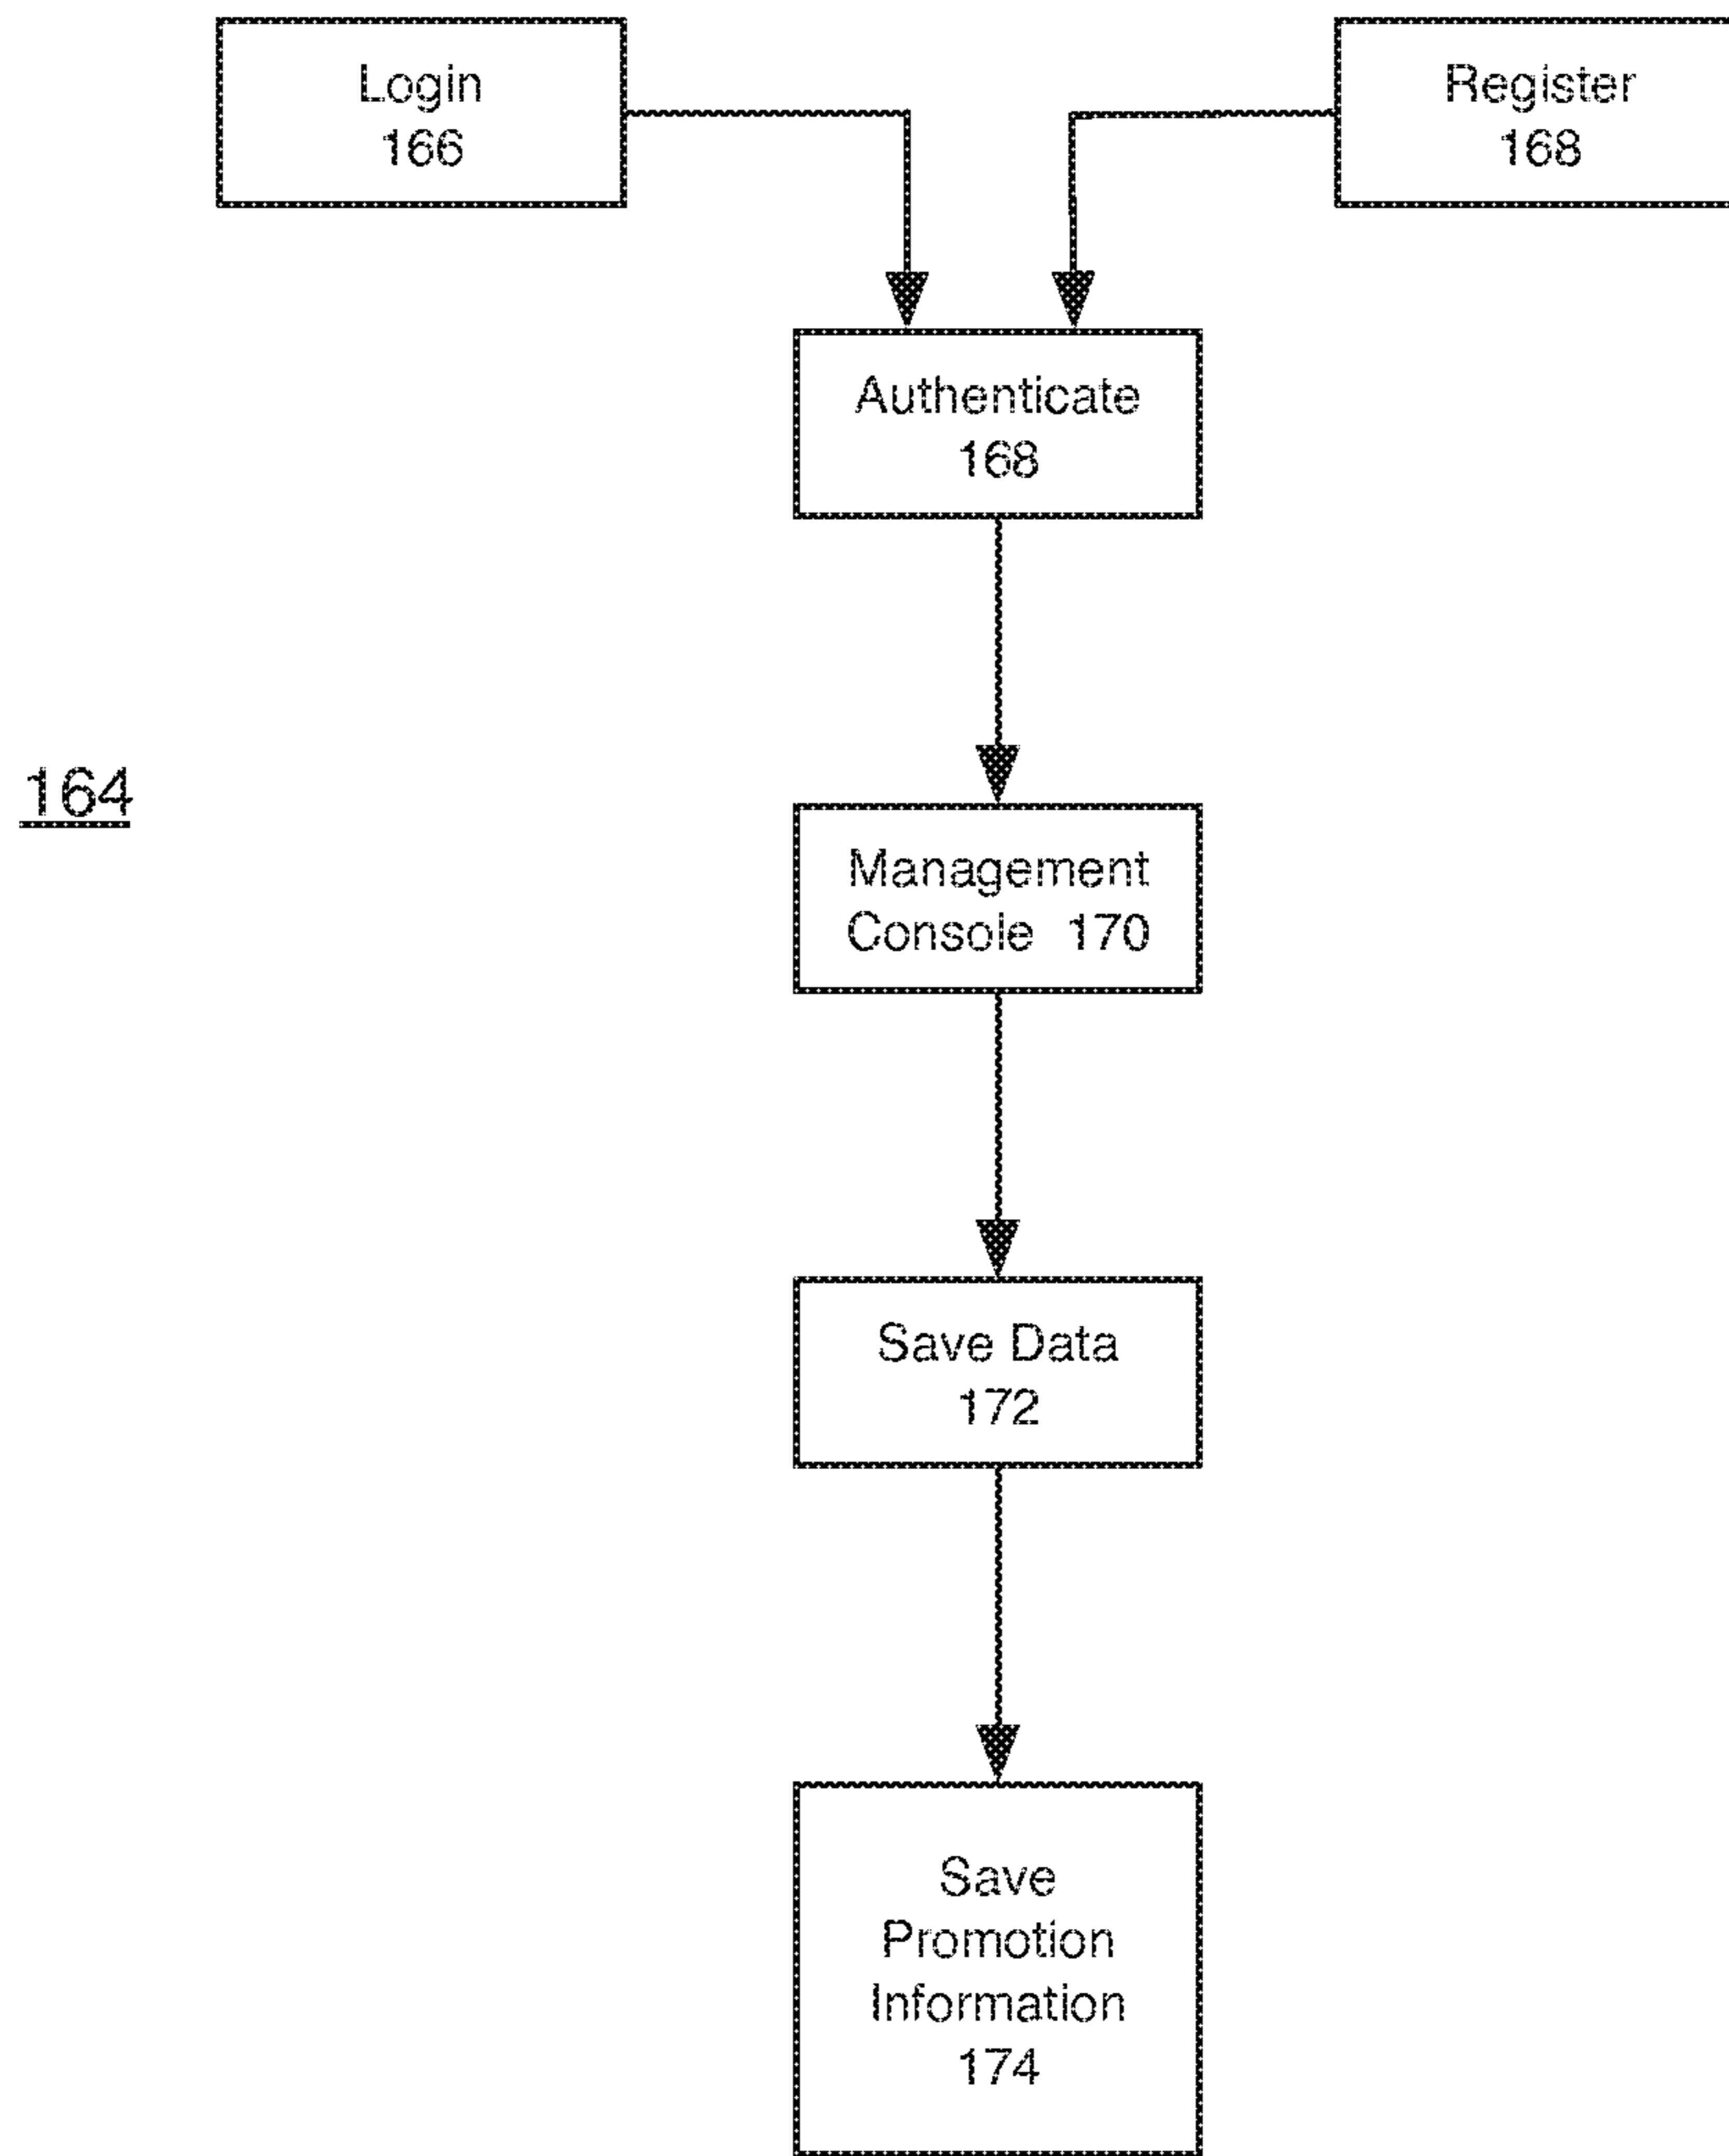 Login
166
Register
168
Authenticate
168
164
Management
Console 170
Save Data
172
Save
Promotion
Information
174